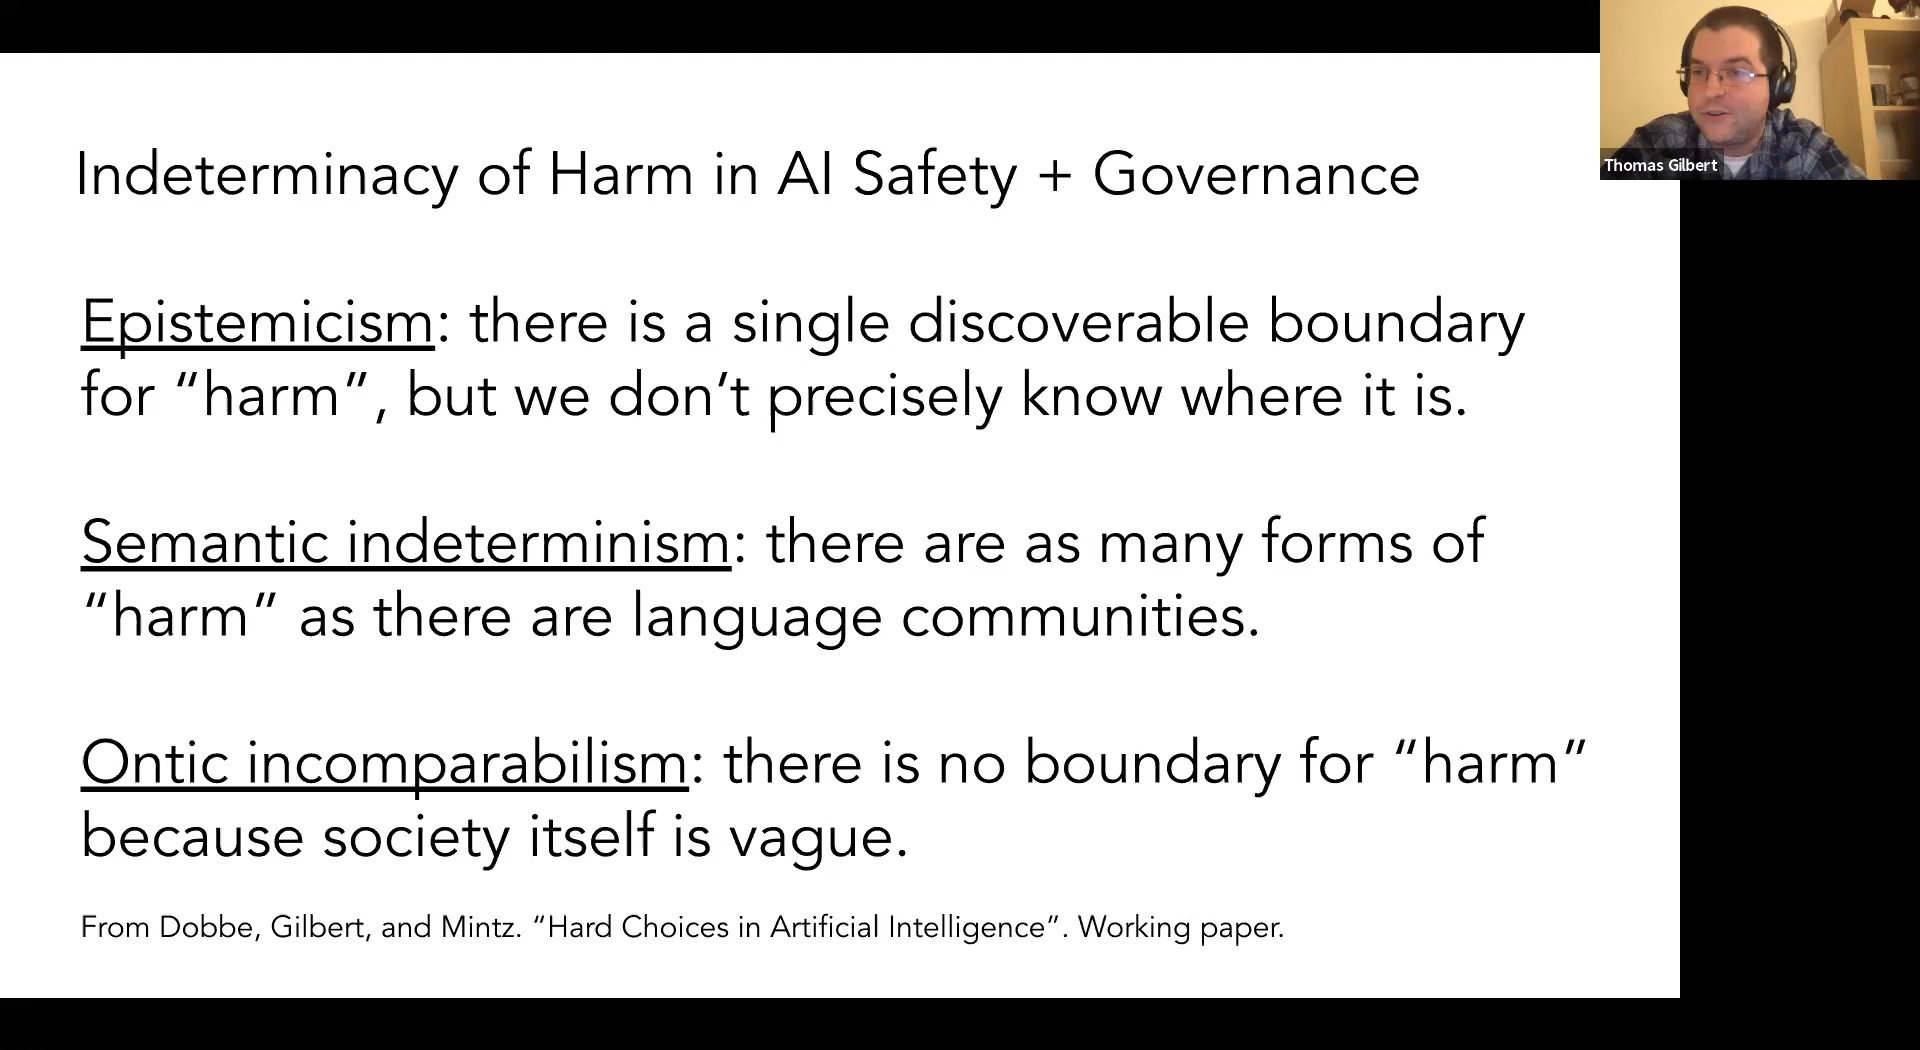 Indeterminacy of Harm in AI Safety + Governance
Thomas Gilbert
Epistemicism: there is a single discoverable boundary
for “harm”, but we don’t precisely know where it is.
Semantic indeterminism: there are as many forms of
“harm” as there are language communities.
Ontic incomparabilism: there is no boundary for “harm”
because society itself is vague.
From Dobbe, Gilbert, and Mintz. “Hard Choices in Artificial Intelligence”. Working paper.